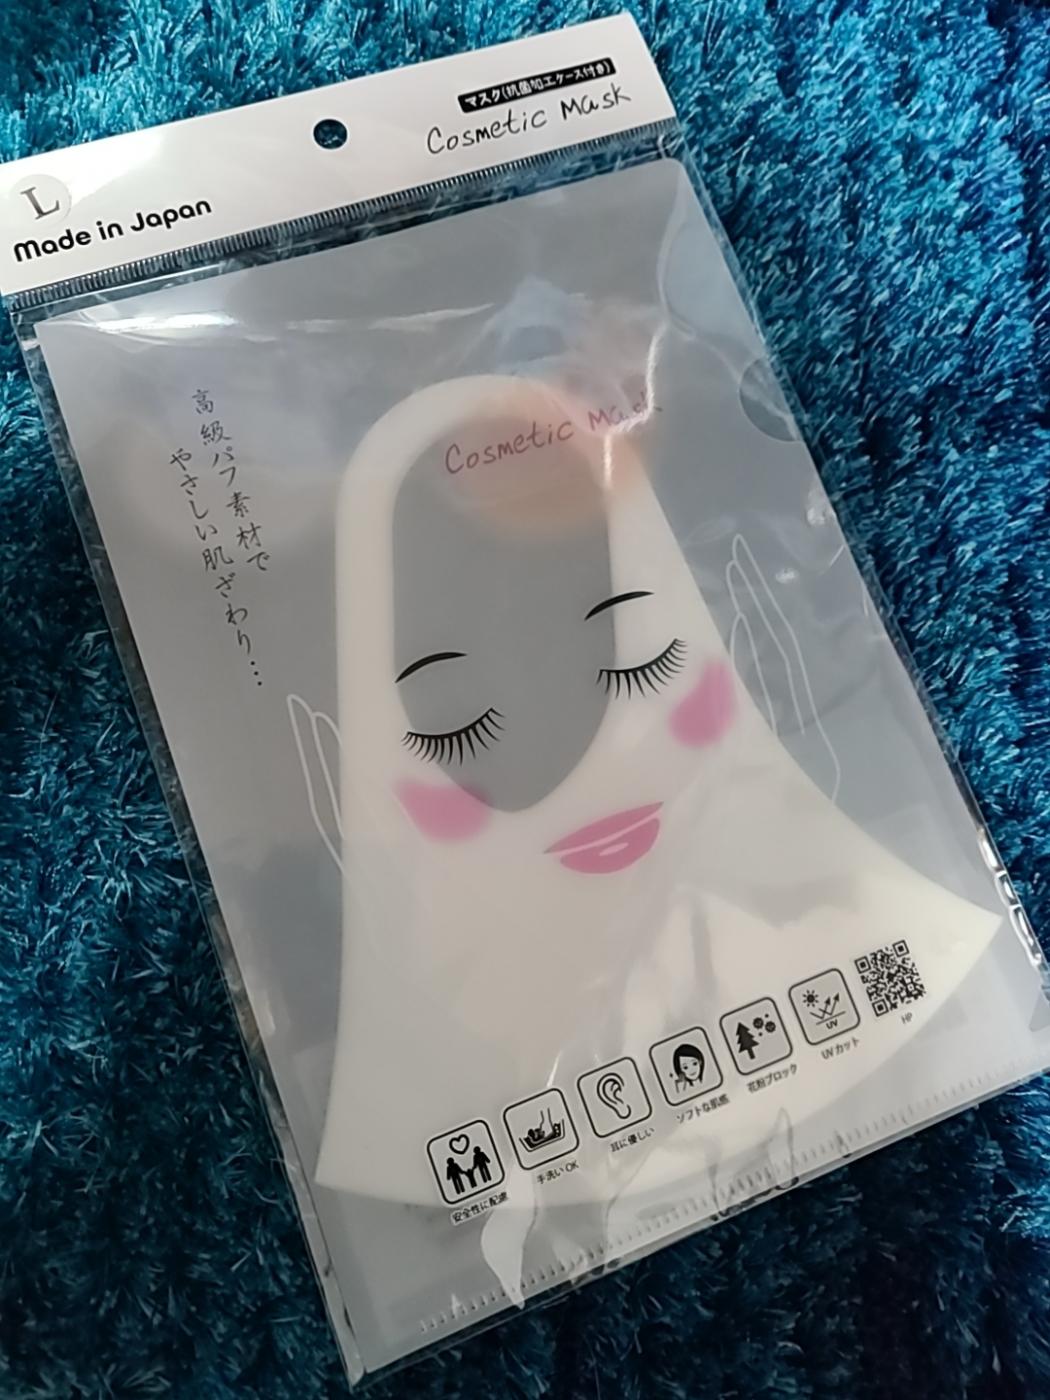 マスク(抗菌加工ケース付き)
Cosmetic Mask
L
Made in Japan
Cosmetic Mask
高級パフ素材で
やさしい肌ざわり…
安全性に配慮
手洗いOK
耳に優しい
ソフトな肌感
花粉ブロック
UV
UVカット
HP